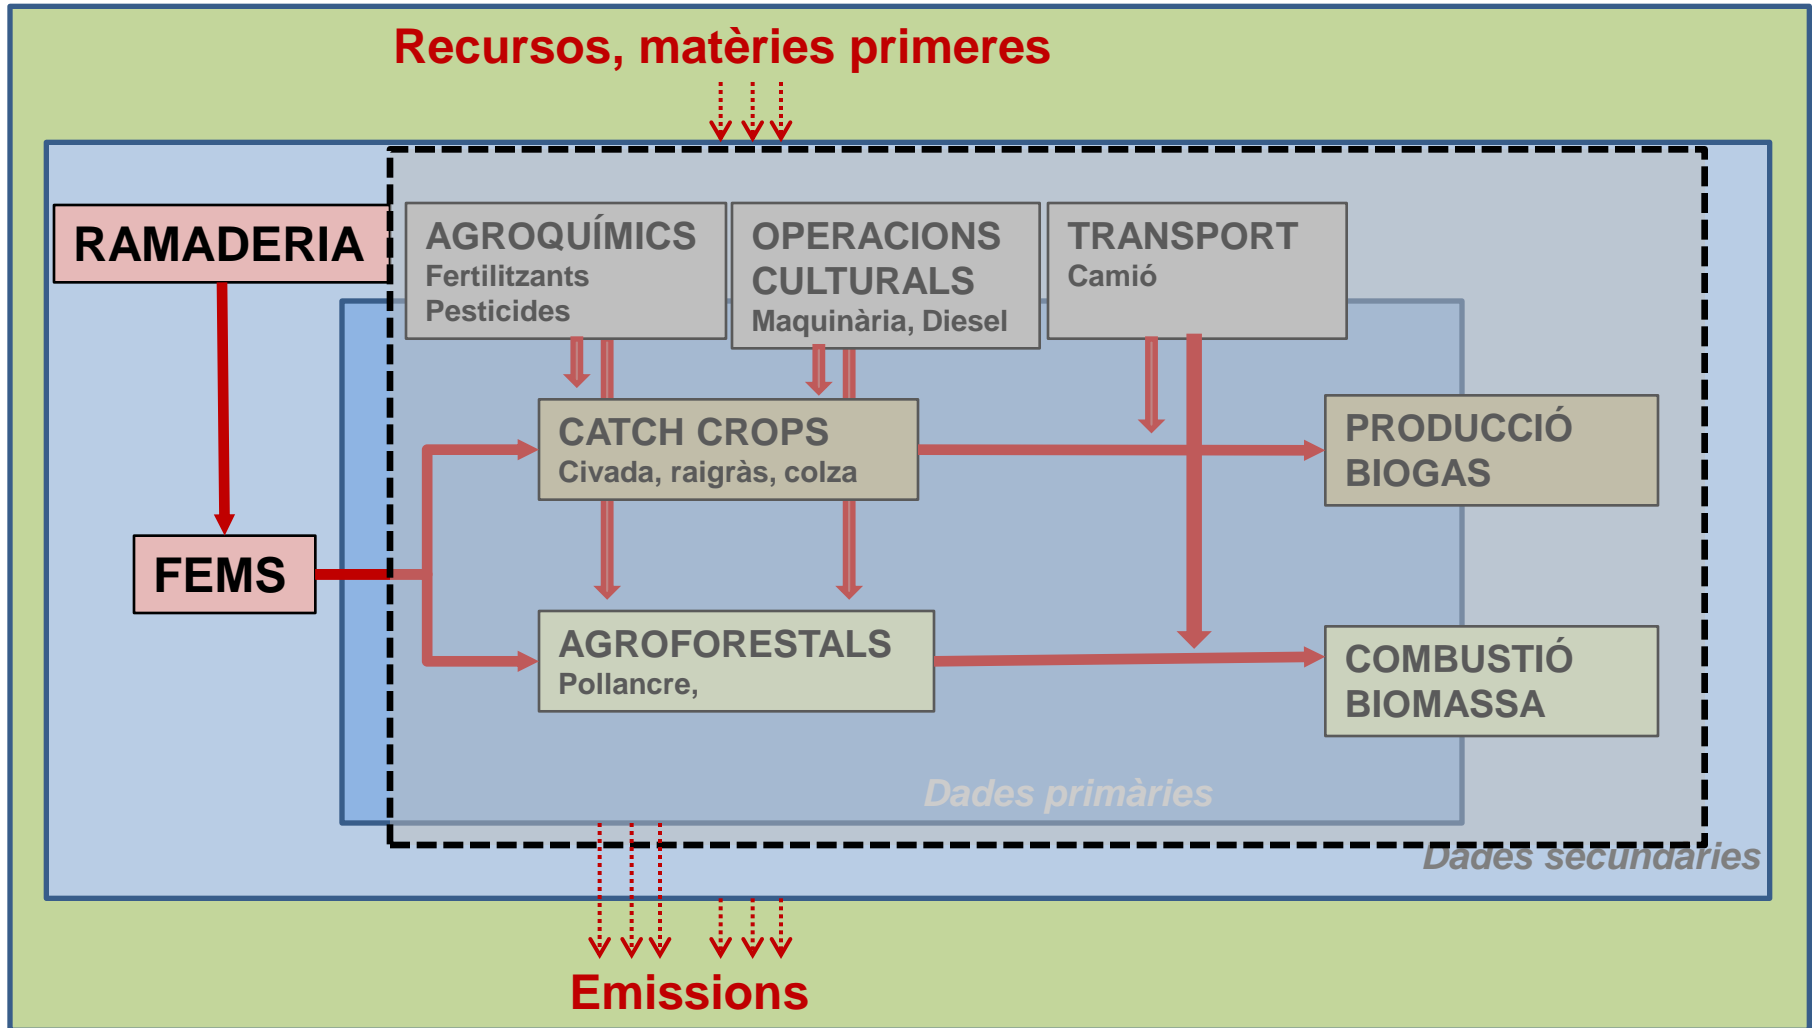 Recursos, matèries primeres
RAMADERIA
AGROQUÍMICS
Fertilitzants
Pesticides
OPERACIONS
CULTURALS
Maquinària, Diesel
TRANSPORT
Camió
CATCH CROPS
Civada, raigràs, colza
PRODUCCIÓ
BIOGAS
FEMS
AGROFORESTALS
Pollancre,
COMBUSTIÓ
BIOMASSA
Dades primàries
Dades secundàries
Emissions